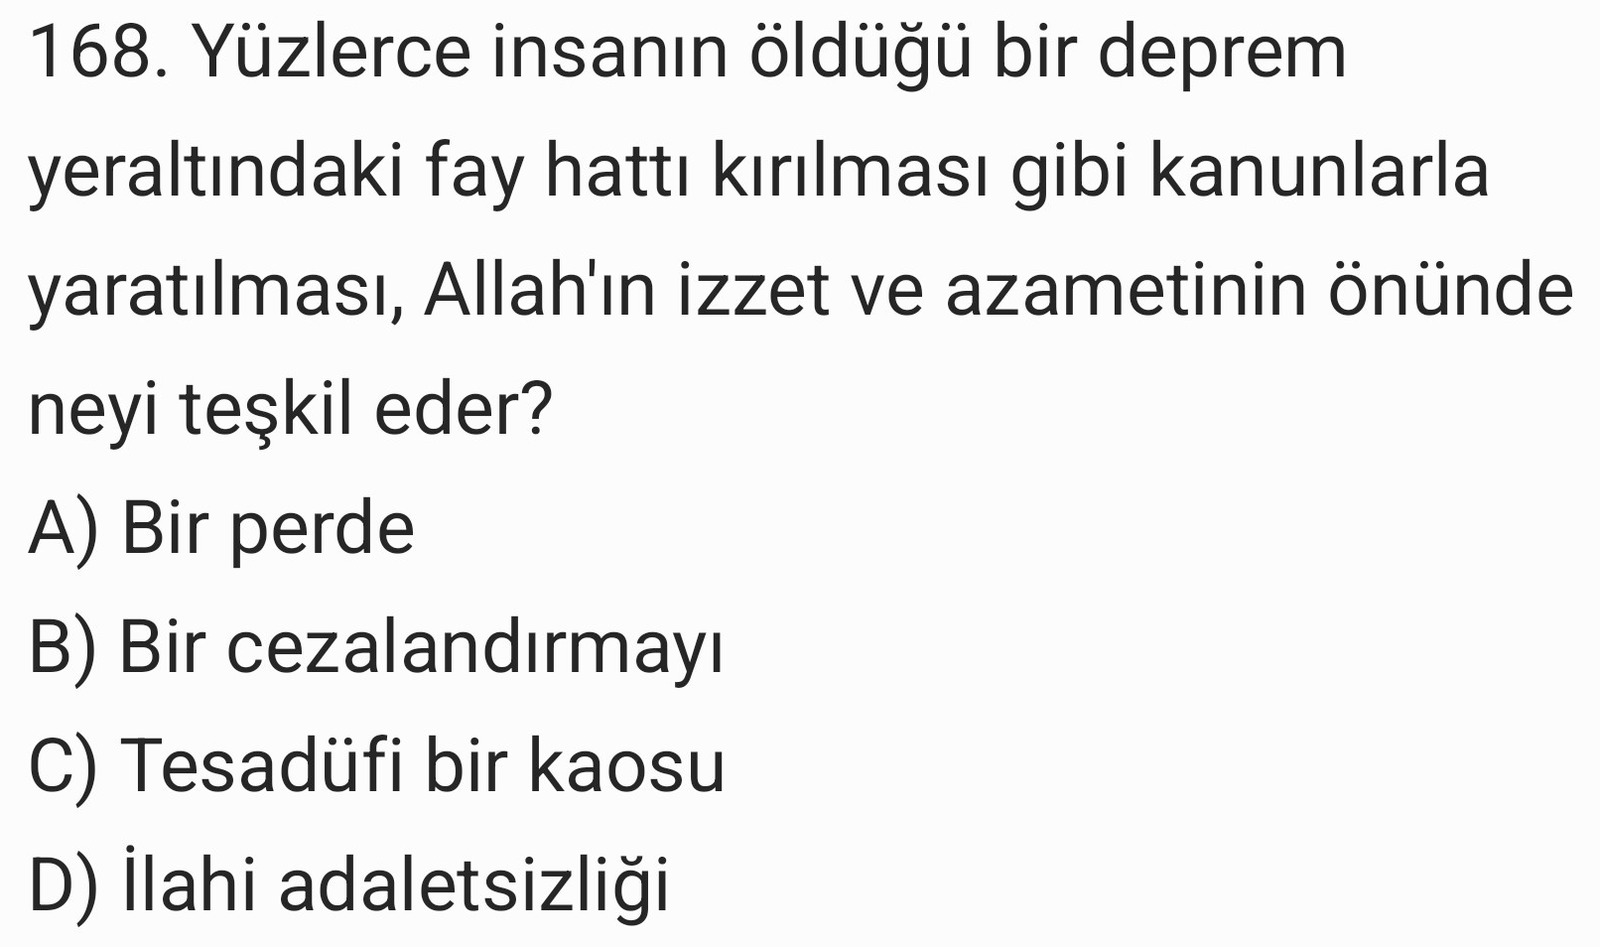 168. Yüzlerce insanın öldüğü bir deprem
yeraltındaki fay hattı kırılması gibi kanunlarla
yaratılması, Allah'ın izzet ve azametinin önünde
neyi teşkil eder?
A) Bir perde
B) Bir cezalandırmayı
C) Tesadüfi bir kaosu
D) İlahi adaletsizliği